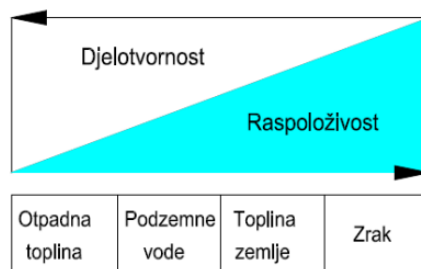 Djelotvornost
Raspoloživost
Otpadna
toplina
Podzemne
vode
Toplina
zemlje
Zrak